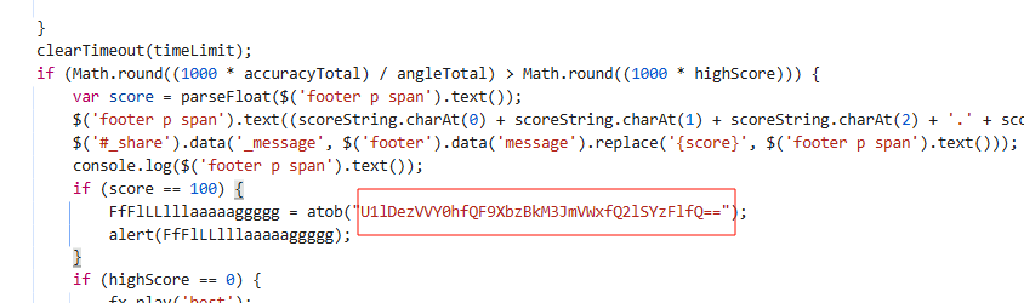 }
clearTimeout(timeLimit);
if (Math.round((1000 * accuracyTotal) / angleTotal) > Math.round((1000 * highScore))) {
var score = parseFloat($('footer p span').text());
$('footer p span').text((scoreString.charAt(0) + scoreString.charAt(1) + scoreString.charAt(2) + '.' + sco
$('#_share').data('_message', $('footer').data('message').replace('{score}', $('footer p span').text()));
console.log($('footer p span').text());
if (score == 100) {
FfFlLLlllaaaaaggggg = atob("U1lDezVVY0hfQF9XbzBkM3JmVWxfQ2lSYzFlfQ==");
alert(FfFlLLlllaaaaaggggg);
}
if (highScore == 0) {
fx.play('best');